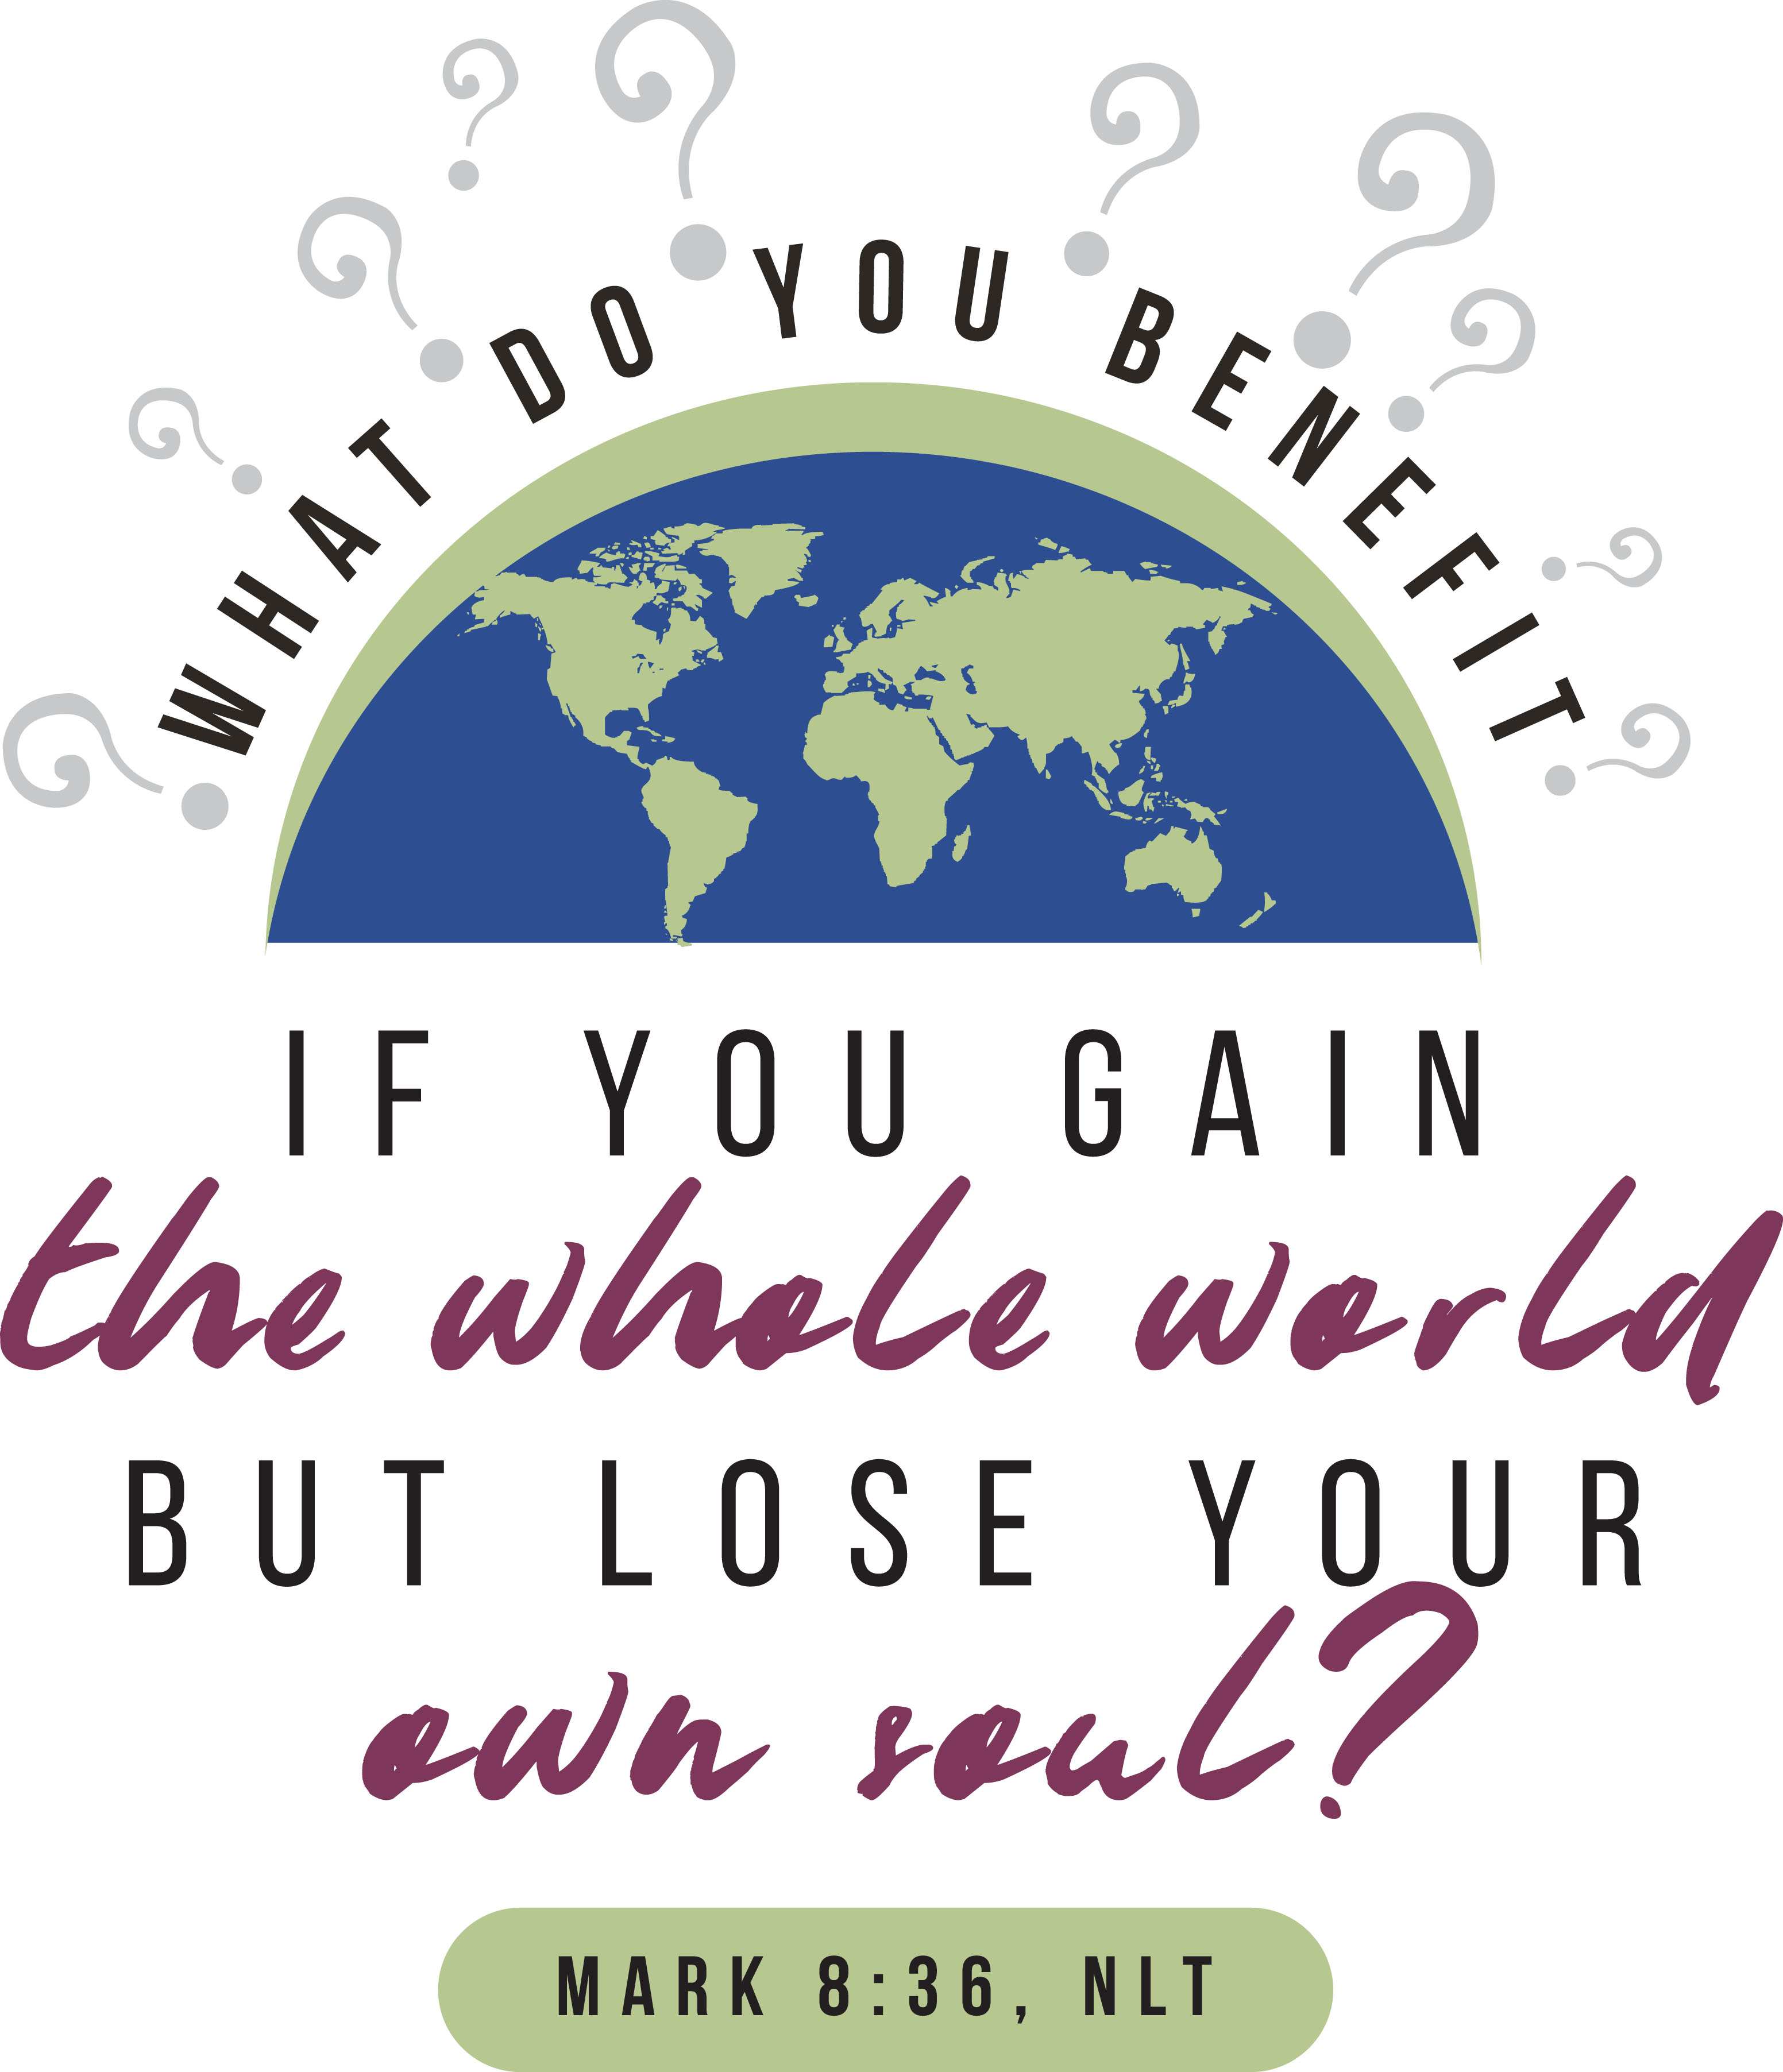 WHAT DO YOU BENEFIT
IF YOU GAIN
the whole world
BUT LOSE YOUR
own soul?
MARK 8:36, NLT